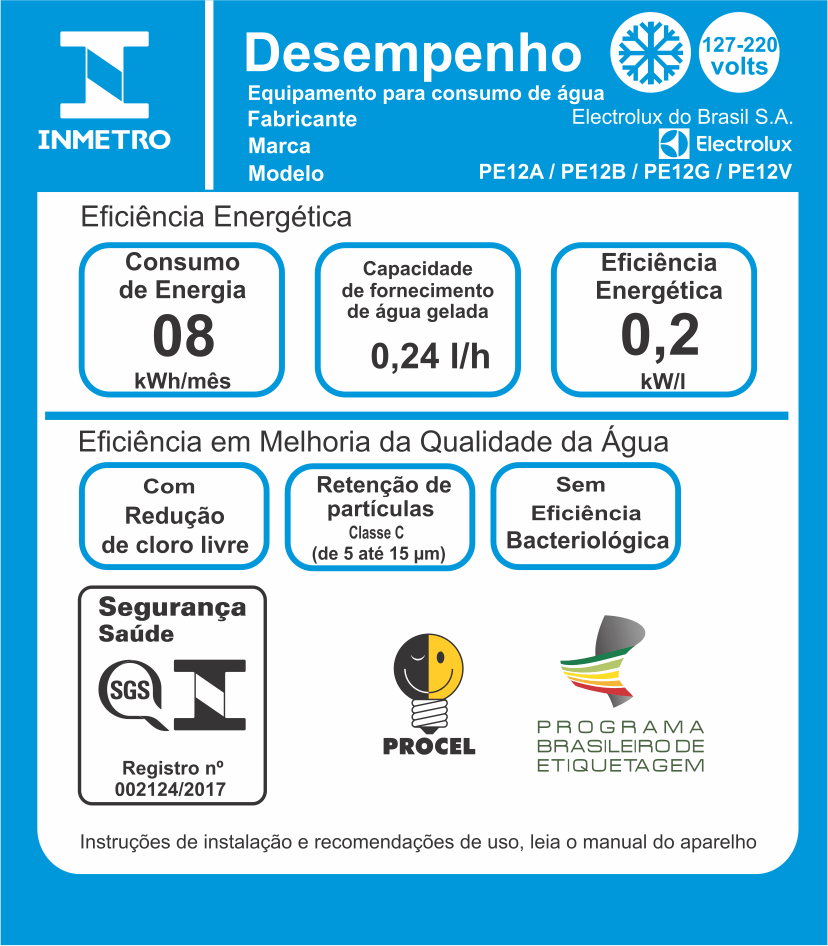 INMETRO
Desempenho
127-220
volts
Equipamento para consumo de água
Fabricante
Electrolux do Brasil S.A.
Marca
Electrolux
Modelo
PE12A / PE12B / PE12G / PE12V
Eficiência Energética
Consumo
de Energia
08
kWh/mês
Capacidade
de fornecimento
de água gelada
0,24 l/h
Eficiência
Energética
0,2
kW/l
Eficiência em Melhoria da Qualidade da Água
Com
Redução
de cloro livre
Retenção de
partículas
Classe C
(de 5 até 15 µm)
Sem
Eficiência
Bacteriológica
Segurança
Saúde
SGS
Registro nº
002124/2017
PROCEL
PROGRAMA
BRASILEIRO DE
ETIQUETAGEM
Instruções de instalação e recomendações de uso, leia o manual do aparelho